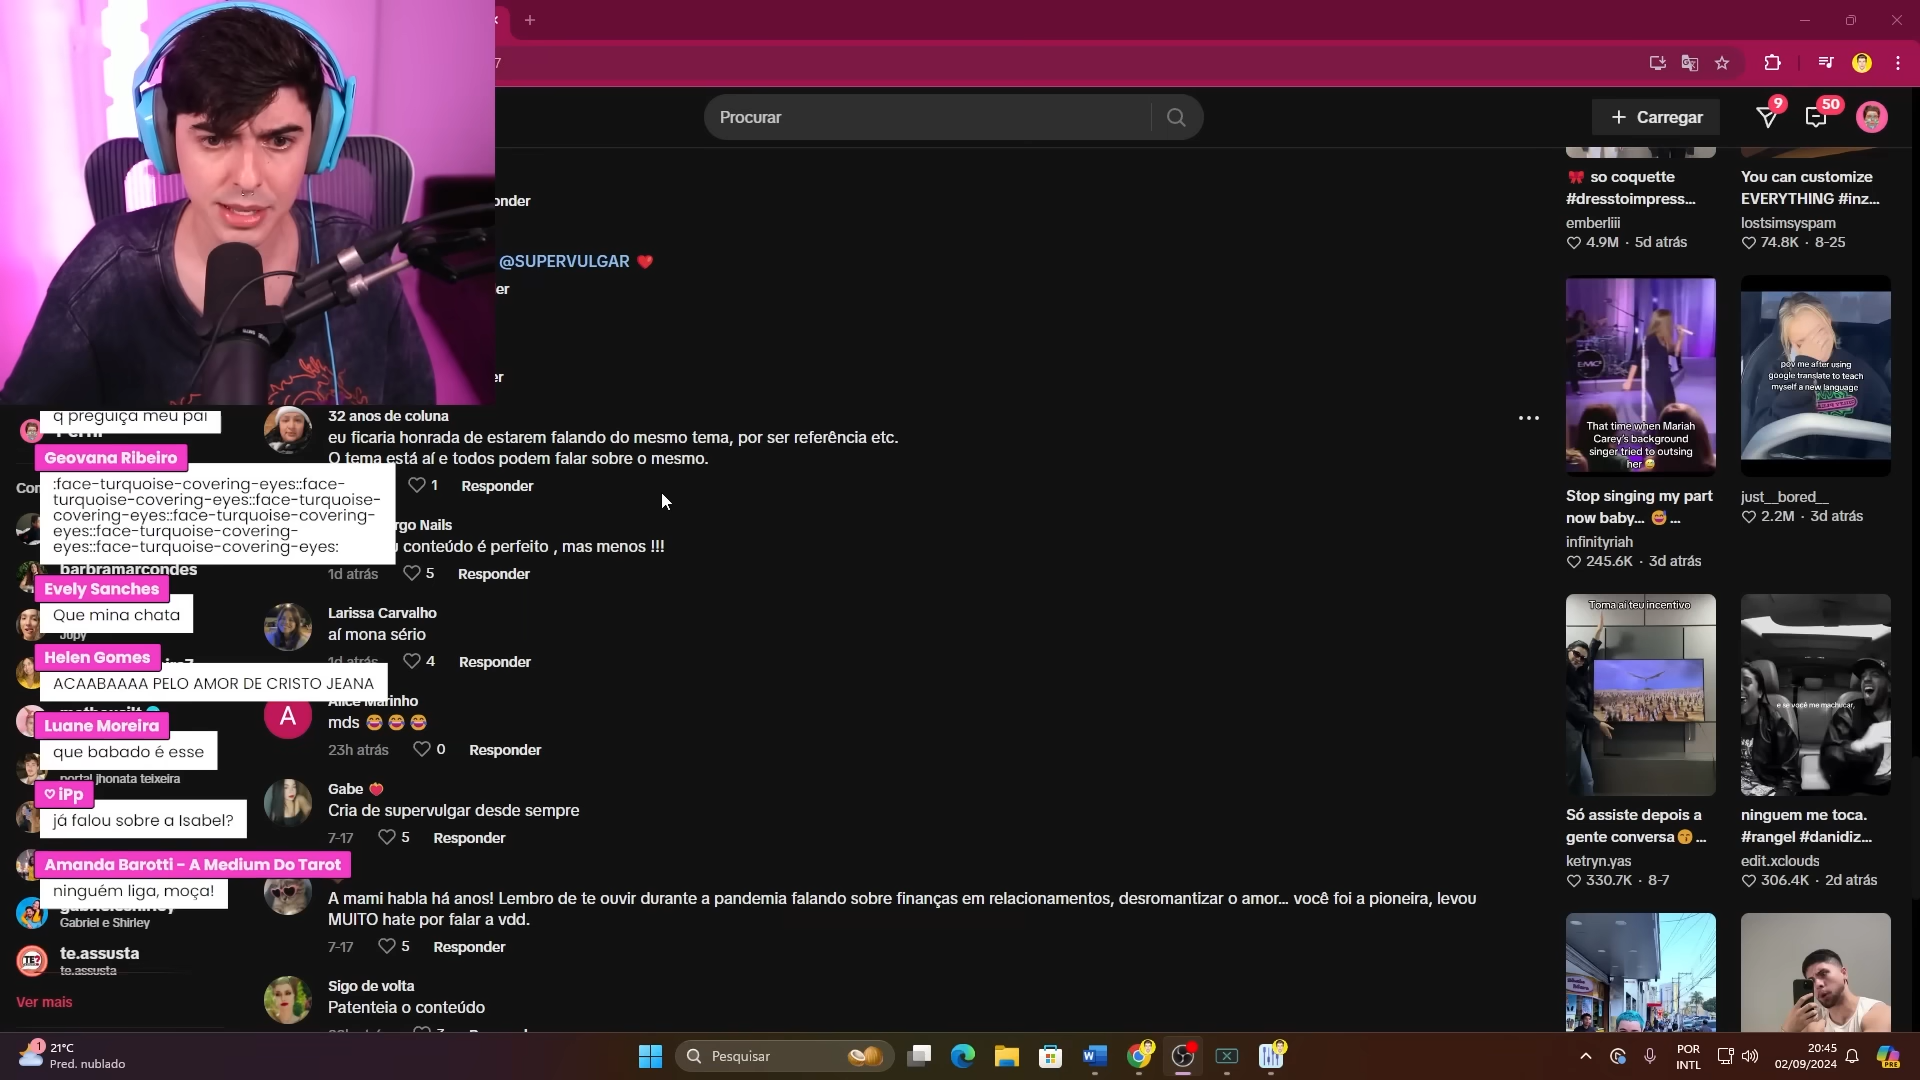 7
Procurar
Carregar
9
50
onder
@SUPERVULGAR
er
er
q preguiça meu pai
32 anos de coluna
eu ficaria honrada de estarem falando do mesmo tema, por ser referência etc.
O tema está aí e todos podem falar sobre o mesmo.
1
Responder
Geovana Ribeiro
:face-turquoise-covering-eyes::face-
turquoise-covering-eyes::face-turquoise-
covering-eyes::face-turquoise-covering-
eyes::face-turquoise-covering-
eyes::face-turquoise-covering-eyes:
rgo Nails
conteúdo é perfeito , mas menos !!!
1d atrás
5
Responder
barbramarcondes
Evely Sanches
Que mina chata
Jupy
Larissa Carvalho
aí mona sério
1d atrás
4
Responder
Helen Gomes
ACAABAAAA PELO AMOR DE CRISTO JEANA
Alice Marinho
A
mds
23h atrás
0
Responder
Luane Moreira
que babado é esse
portal jhonata teixeira
Gabe
Cria de supervulgar desde sempre
7-17
5
Responder
iPp
já falou sobre a Isabel?
Amanda Barotti - A Medium Do Tarot
ninguém liga, moça!
Gabriel e Shirley
A mami habla há anos! Lembro de te ouvir durante a pandemia falando sobre finanças em relacionamentos, desromantizar o amor... você foi a pioneira, levou
MUITO hate por falar a vdd.
7-17
5
Responder
te.assusta
te.assusta
Ver mais
Sigo de volta
Patenteia o conteúdo
so coquette
#dresstoimpress...
emberliii
4.9M · 5d atrás
You can customize
EVERYTHING #inz...
lostsimsyspam
74.8K · 8-25
That time when Mariah
Carey's background
singer tried to outsing
her
Stop singing my part
now baby... ...
infinityriah
245.6K · 3d atrás
pov me after using
google translate to teach
myself a new language
just__bored__
2.2M · 3d atrás
Toma aí teu incentivo
Só assiste depois a
gente conversa ...
ketryn.yas
330.7K · 8-7
e se você me machucar,
ninguem me toca.
#rangel #danidiz...
edit.xclouds
306.4K · 2d atrás
1
21°C
Pred. nublado
Pesquisar
POR
INTL
20:45
02/09/2024
PRE